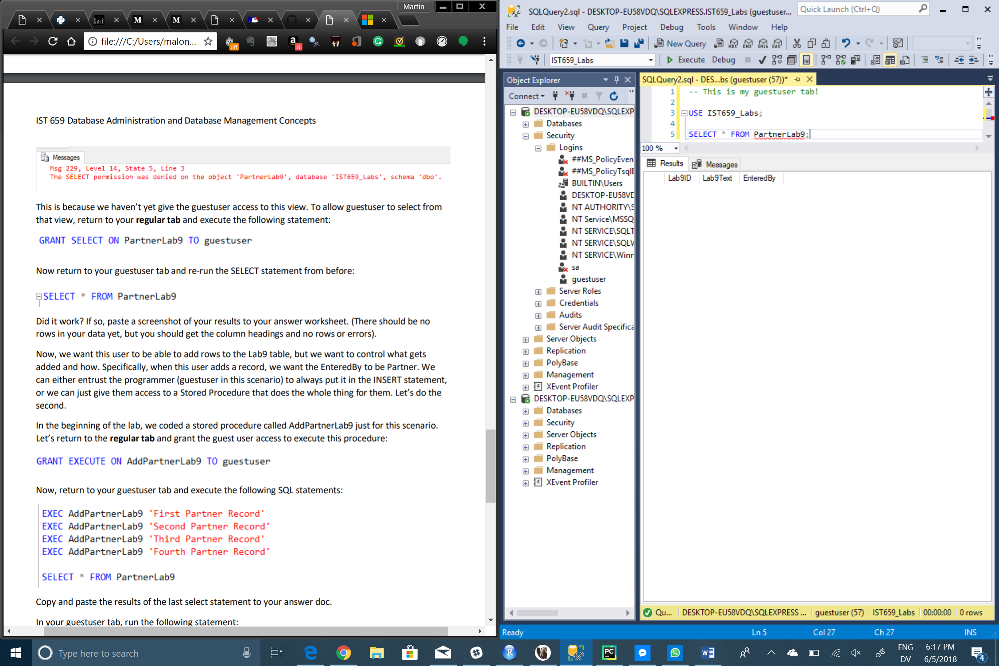 Martin
file:///C:/Users/malon...
off
8
IST 659 Database Administration and Database Management Concepts
Messages
Msg 229, Level 14, State 5, Line 3
The SELECT permission was denied on the object 'PartnerLab9', database 'IST659_Labs', schema 'dbo'.
This is because we haven't yet give the guestuser access to this view. To allow guestuser to select from
that view, return to your regular tab and execute the following statement:
GRANT SELECT ON PartnerLab9 TO guestuser
Now return to your guestuser tab and re-run the SELECT statement from before:
SELECT * FROM PartnerLab9
Did it work? If so, paste a screenshot of your results to your answer worksheet. (There should be no
rows in your data yet, but you should get the column headings and no rows or errors).
Now, we want this user to be able to add rows to the Lab9 table, but we want to control what gets
added and how. Specifically, when this user adds a record, we want the EnteredBy to be Partner. We
can either entrust the programmer (guestuser in this scenario) to always put it in the INSERT statement,
or we can just give them access to a Stored Procedure that does the whole thing for them. Let's do the
second.
In the beginning of the lab, we coded a stored procedure called AddPartnerLab9 just for this scenario.
Let's return to the regular tab and grant the guest user access to execute this procedure:
GRANT EXECUTE ON AddPartnerLab9 TO guestuser
Now, return to your guestuser tab and execute the following SQL statements:
EXEC AddPartnerLab9 'First Partner Record'
EXEC AddPartnerLab9 'Second Partner Record'
EXEC AddPartnerLab9 'Third Partner Record'
EXEC AddPartnerLab9 'Fourth Partner Record'
SELECT * FROM PartnerLab9
Copy and paste the results of the last select statement to your answer doc.
In your guestuser tab, run the following statement:
SQLQuery2.sql - DESKTOP-EU58VDQ\SQLEXPRESS.IST659_Labs (guestuser...
Quick Launch (Ctrl+Q)
File Edit View Query Project Debug Tools Window Help
New Query MDX DMX XMLA DAX
IST659_Labs Execute Debug
Object Explorer
Connect
DESKTOP-EU58VDQ\SQLEXP
Databases
Security
Logins
##MS_PolicyEven
##MS_PolicyTsqlE
BUILTIN\Users
DESKTOP-EU58VD
NT AUTHORITY\S
NT Service\MSSQ
NT SERVICE\SQLT
NT SERVICE\SQLW
NT SERVICE\Winn
sa
guestuser
Server Roles
Credentials
Audits
Server Audit Specifica
Server Objects
Replication
PolyBase
Management
XEvent Profiler
DESKTOP-EU58VDQ\SQLEXP
Databases
Security
Server Objects
Replication
PolyBase
Management
XEvent Profiler
SQLQuery2.sql - DES...bs (guestuser (57))*
1 -- This is my guestuser tab!
2
3 USE IST659_Labs;
4
5 SELECT * FROM PartnerLab9;
100 %
Results Messages
Lab9ID Lab9Text EnteredBy
Qu... DESKTOP-EU58VDQ\SQLEXPRESS ... guestuser (57) IST659_Labs 00:00:00 0 rows
Ready Ln 5 Col 27 Ch 27 INS
Type here to search
ENG
DV
6:17 PM
6/5/2018
4